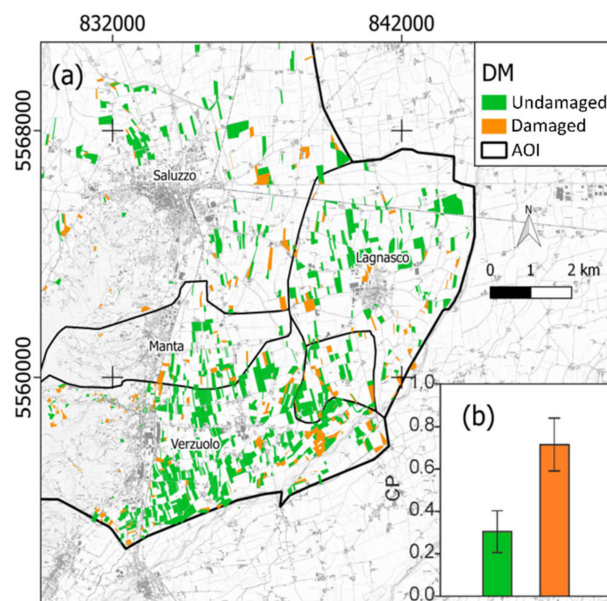 832000
842000
(a)
DM
Undamaged
Damaged
AOI
5568000
Saluzzo
N
Lagnasco
0 1 2 km
Manta
5560000
Verzuolo
(b)
CP
1,0
0.8
0.6
0.4
0.2
0.0